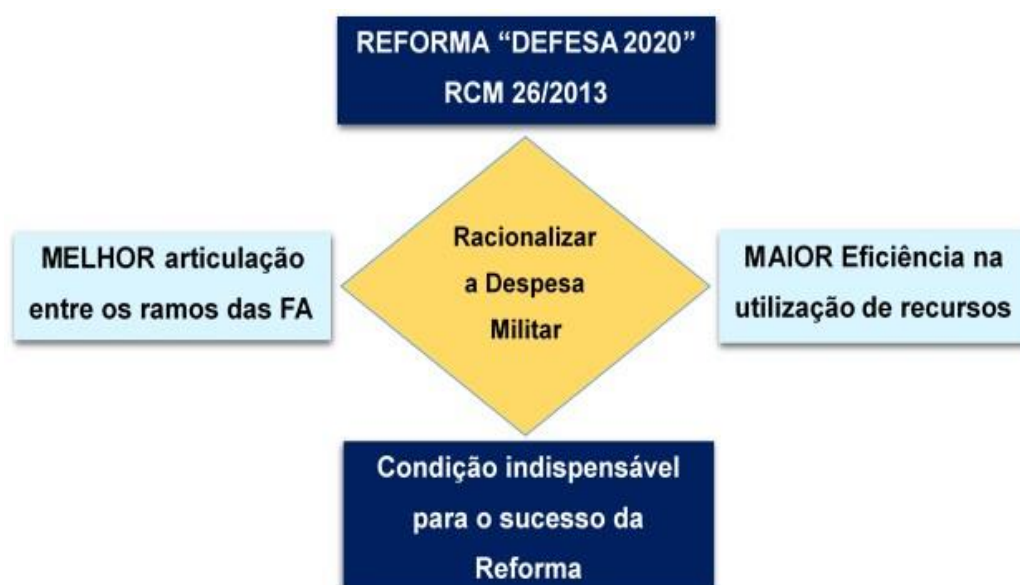 REFORMA “DEFESA 2020”
RCM 26/2013
MELHOR articulação
entre os ramos das FA
Racionalizar
a Despesa
Militar
MAIOR Eficiência na
utilização de recursos
Condição indispensável
para o sucesso da
Reforma